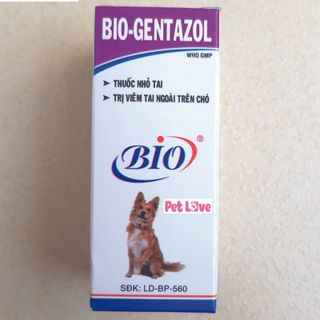 BIO-GENTAZOL
WHO GMP
➤ THUỐC NHỎ TAI
➤ TRỊ VIÊM TAI NGOÀI TRÊN CHÓ
BIO®
Pet Love
SĐK: LD-BP-560